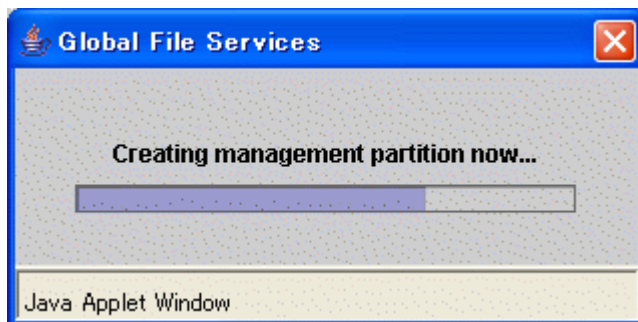 Global File Services
Creating management partition now...
Java Applet Window